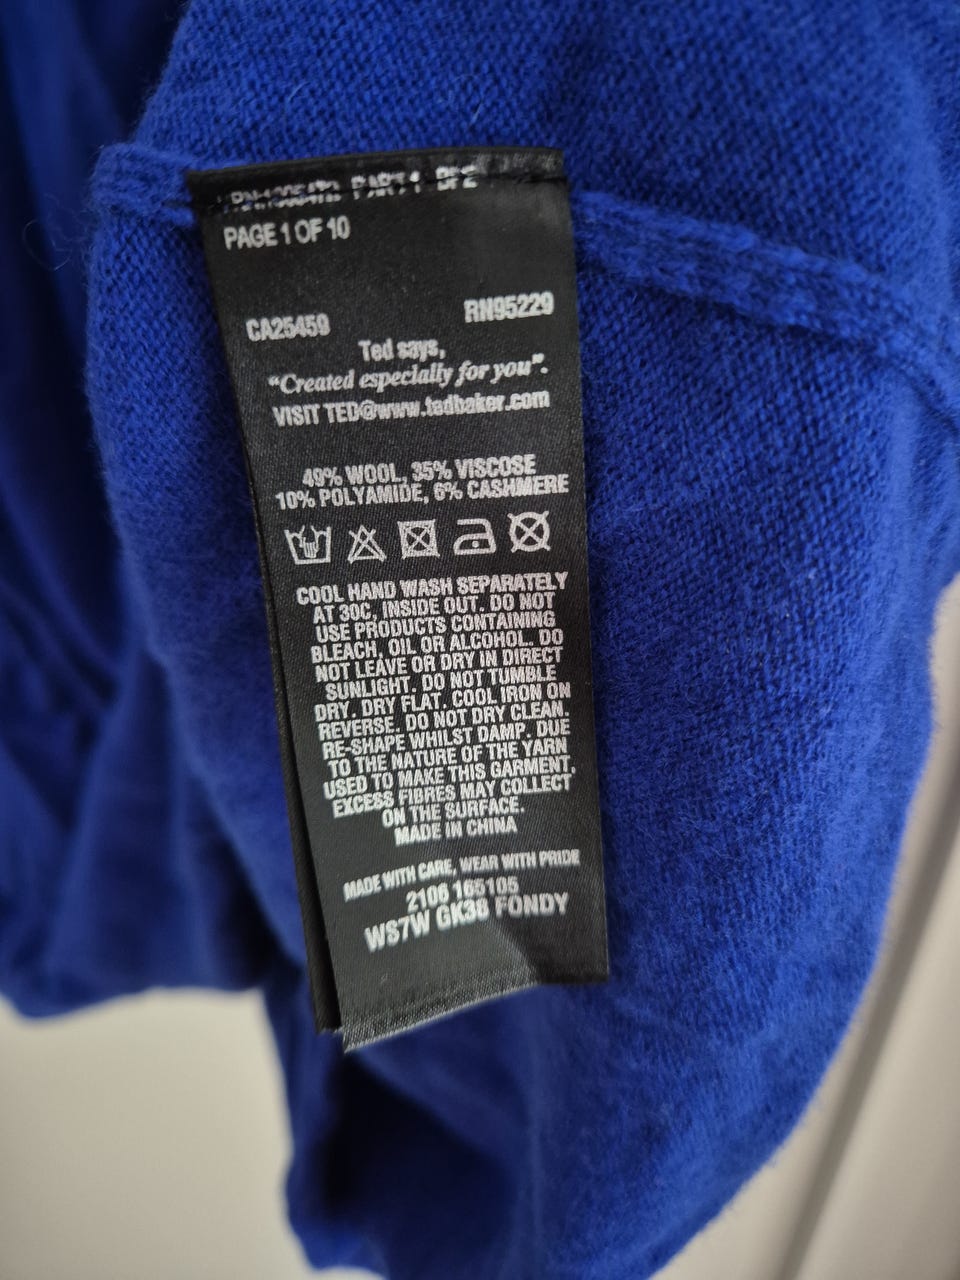 PAGE 1 OF 10
CA25459 RN95229
Ted says,
"Created especially for you".
VISIT TED@www.tedbaker.com
49% WOOL, 35% VISCOSE
10% POLYAMIDE, 6% CASHMERE
COOL HAND WASH SEPARATELY
AT 30C, INSIDE OUT. DO NOT
USE PRODUCTS CONTAINING
BLEACH, OIL OR ALCOHOL. DO
NOT LEAVE OR DRY IN DIRECT
SUNLIGHT. DO NOT TUMBLE
DRY. DRY FLAT. COOL IRON ON
REVERSE. DO NOT DRY CLEAN
RE-SHAPE WHILST DAMP. DUE
TO THE NATURE OF THE YARN
USED TO MAKE THIS GARMENT,
EXCESS FIBRES MAY COLLECT
ON THE SURFACE.
MADE IN CHINA
MADE WITH CARE, WEAR WITH PRIDE
2106 165105
WS7W GK38 FONDY